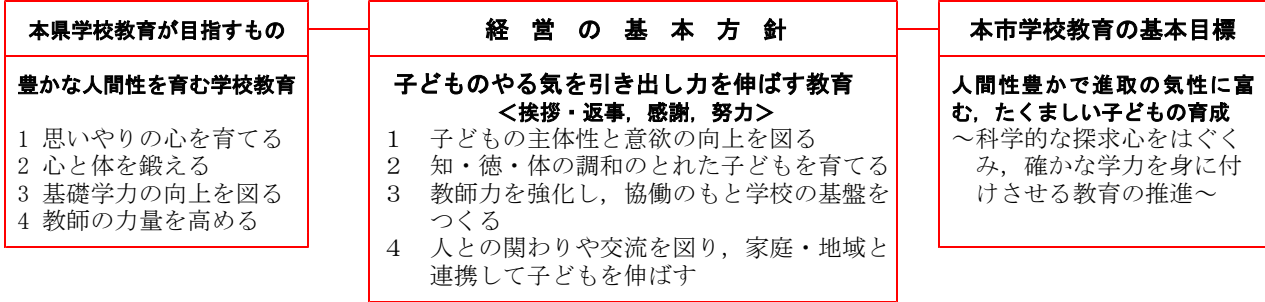 本県学校教育が目指すもの
豊かな人間性を育む学校教育
1 思いやりの心を育てる
2 心と体を鍛える
3 基礎学力の向上を図る
4 教師の力量を高める
経　営　の　基　本　方　針
子どものやる気を引き出し力を伸ばす教育
＜挨拶・返事，感謝，努力＞
１　子どもの主体性と意欲の向上を図る
２　知・徳・体の調和のとれた子どもを育てる
３　教師力を強化し，協働のもと学校の基盤を
つくる
４　人との関わりや交流を図り，家庭・地域と
連携して子どもを伸ばす
本市学校教育の基本目標
人間性豊かで進取の気性に富
む，たくましい子どもの育成
～科学的な探求心をはぐく
み，確かな学力を身に付
けさせる教育の推進～